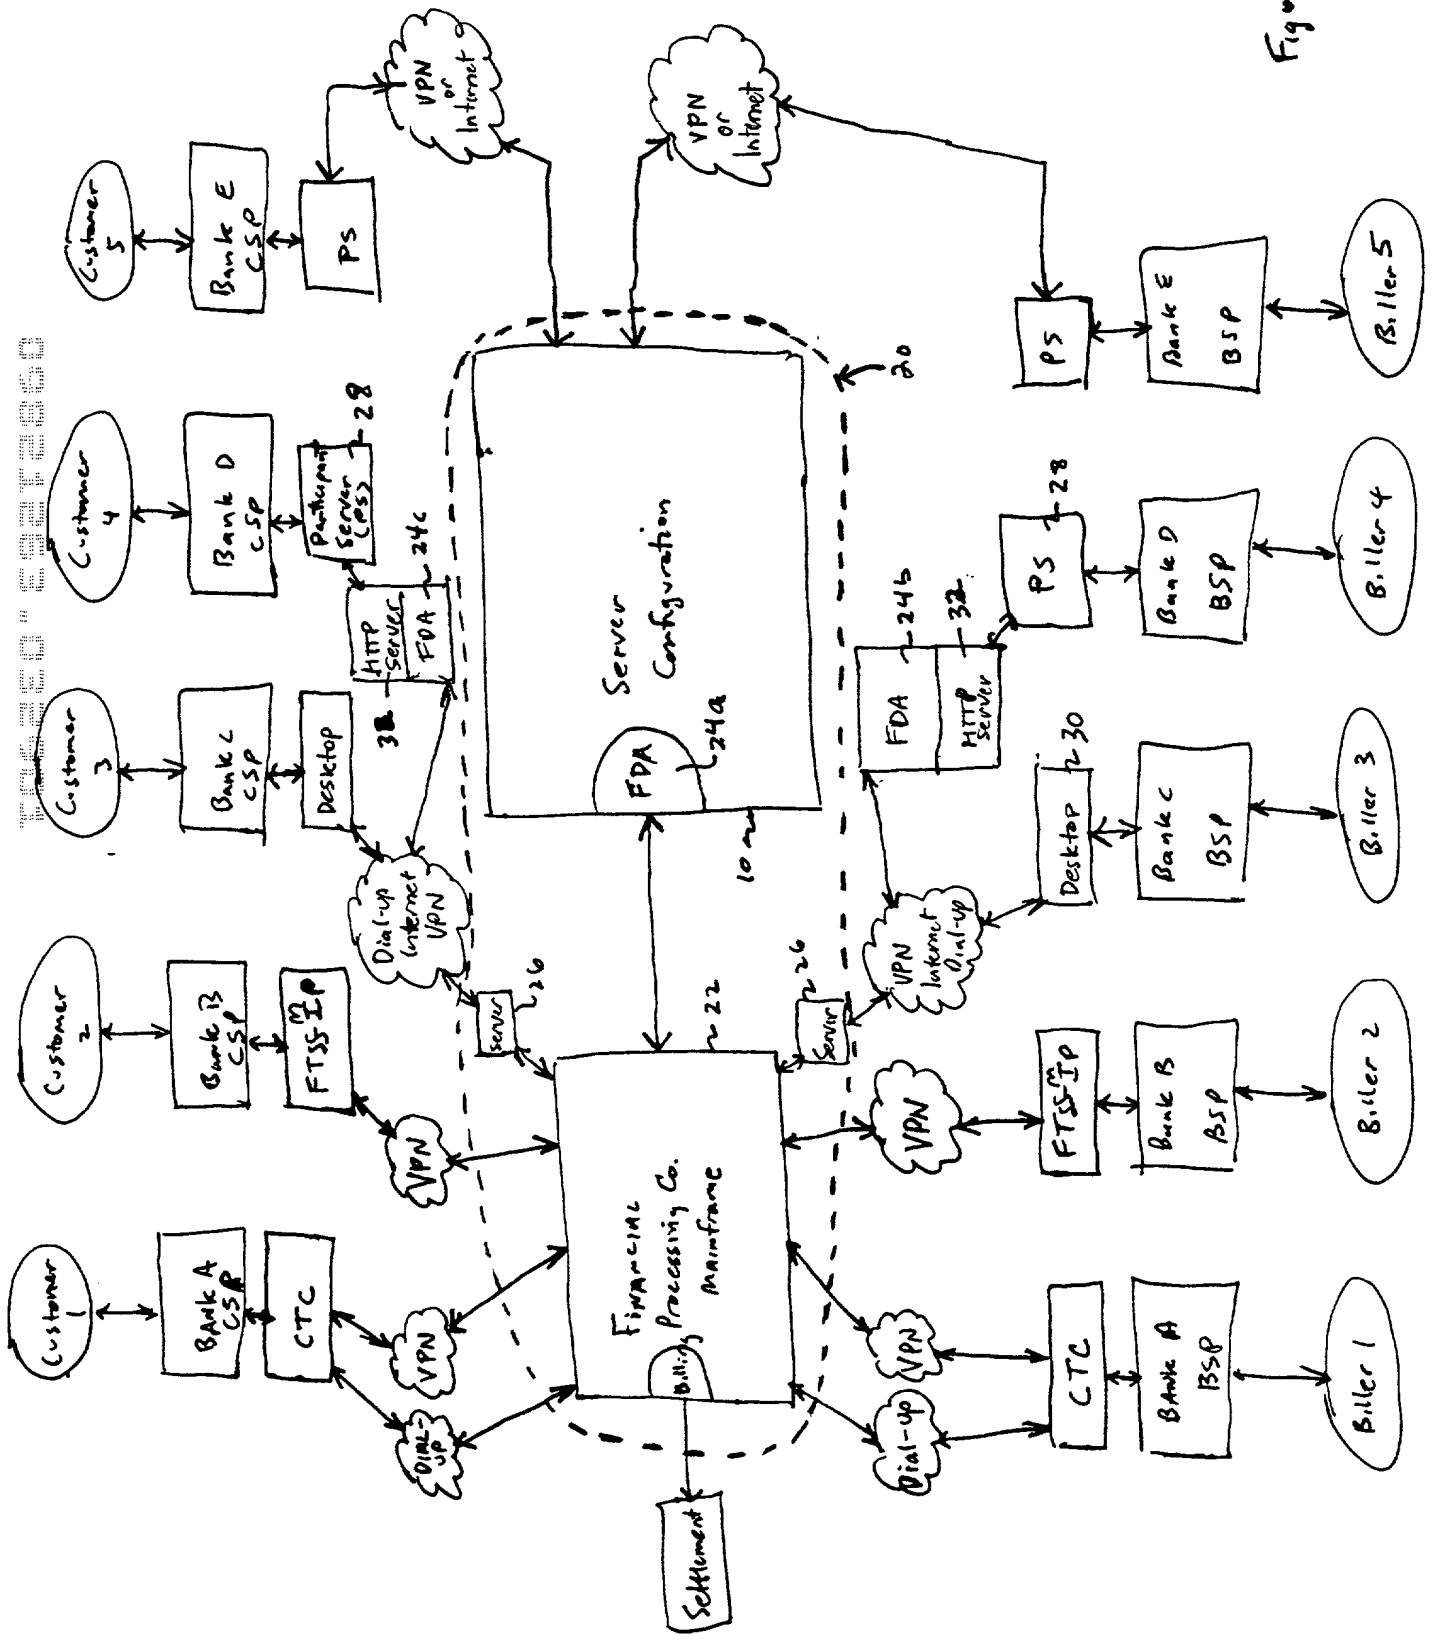 Customer
1
Customer
2
Customer
3
Customer
4
Customer
5
BANK A
CSP
Bank B
CSP
Bank C
CSP
Bank D
CSP
Bank E
CSP
CTC
FTSS MIP
Desktop
Participant
Server
(PS)
28
PS
DIAL-
UP
VPN
VPN
Dial-up
Internet
VPN
HTTP
Server
FDA
32
24c
VPN
or
Internet
Server
26
Settlement
Billing
FINANCIAL
Processing Co.
Mainframe
22
FDA
24a
10
Server
Configuration
VPN
or
Internet
20
Server
26
Dial-up
VPN
VPN
VPN
Internet
Dial-up
FDA
24b
HTTP
Server
32
CTC
FTSS MIP
Desktop
30
PS
28
PS
BANK A
BSP
Bank B
BSP
Bank C
BSP
Bank D
BSP
Bank E
BSP
Biller 1
Biller 2
Biller 3
Biller 4
Biller 5